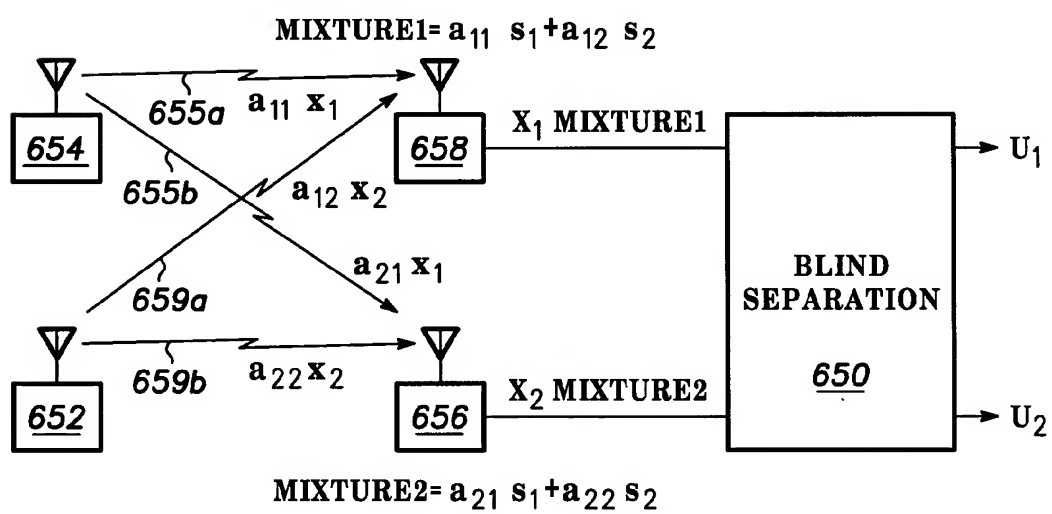 MIXTURE1= a11 s1+a12 s2
655a
a11 x1
654
655b
a12 x2
658
X1 MIXTURE1
U1
a21 x1
659a
BLIND
SEPARATION
650
659b
a22 x2
652
656
X2 MIXTURE2
U2
MIXTURE2= a21 s1+a22 s2